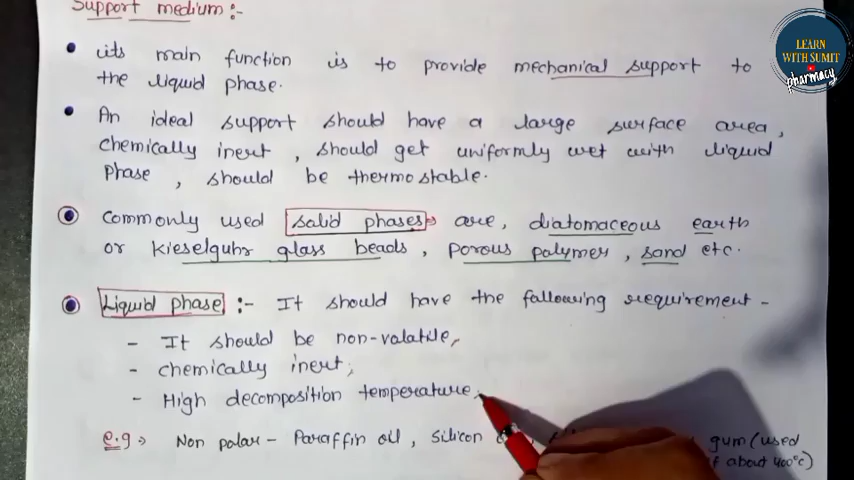 Support medium:-
LEARN
WITH SUMIT
pharmacy
its main function is to provide mechanical support to
the liquid phase.
An ideal support should have a large surface area,
chemically inert, should get uniformly wet with liquid
phase, should be thermostable.
Commonly used solid phases are, diatomaceous earth
or Kieselguhr glass beads, porous polymer, sand etc.
Liquid phase :- It should have the following requirement -
- It should be non-volatile,
- chemically inert,
- High decomposition temperature.
e.g Non polar - Paraffin oil, Silicon gum (used
about 400°c)